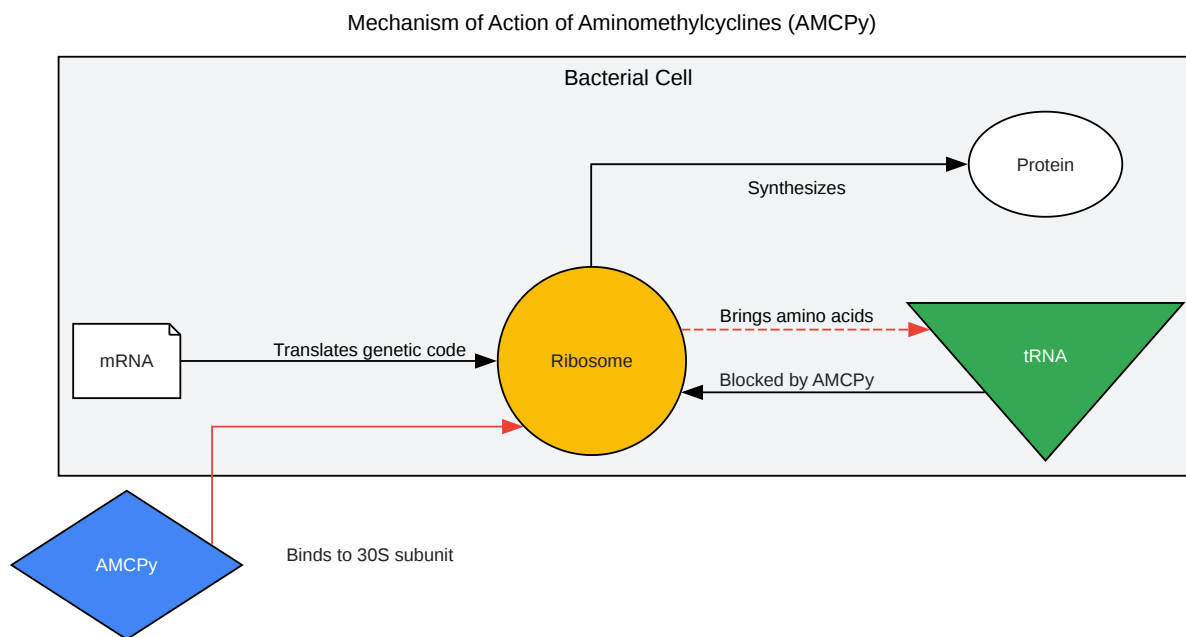 Mechanism of Action of Aminomethylcyclines (AMCPy)
Bacterial Cell
Protein
Synthesizes
Brings amino acids
mRNA
Translates genetic code
Ribosome
tRNA
Blocked by AMCPy
Binds to 30S subunit
AMCPy